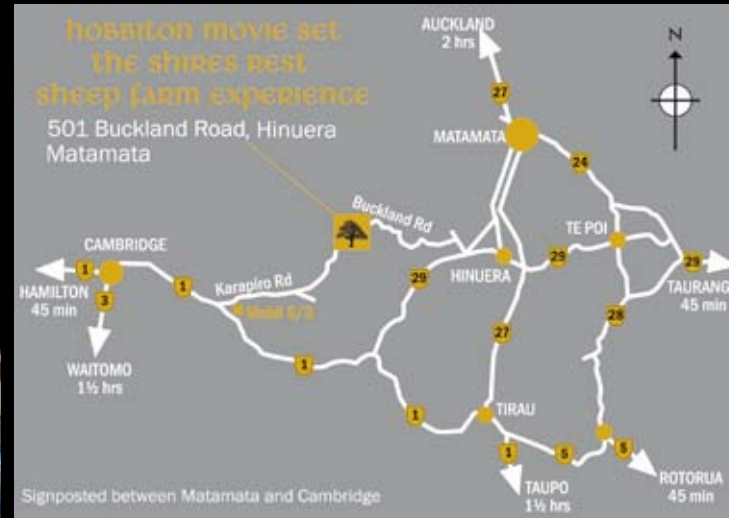 hobbiton movie set
the shires rest
sheep farm experience
501 Buckland Road, Hinuera
Matamata
AUCKLAND
2 hrs
N
27
MATAMATA
24
Buckland Rd
TE POI
CAMBRIDGE
1
HAMILTON
45 min
3
1
Karapiro Rd
29
HINUERA
29
29
TAURANG
45 min
28
WAITOMO
1½ hrs
1
27
1
TIRAU
1
5
5
TAUPO
1½ hrs
ROTORUA
45 min
Signposted between Matamata and Cambridge